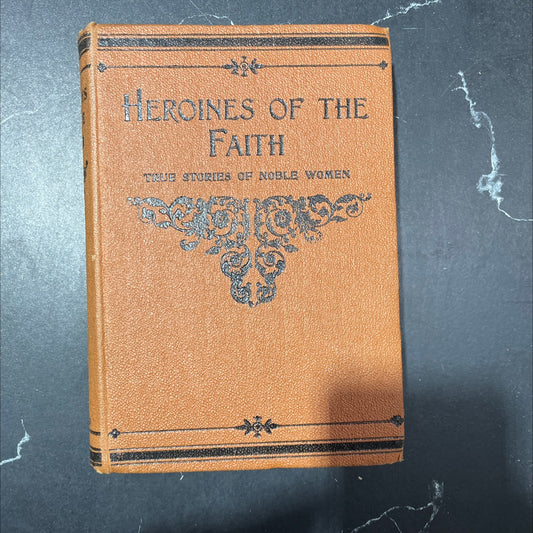 HEROINES OF THE
FAITH
TRUE STORIES OF NOBLE WOMEN